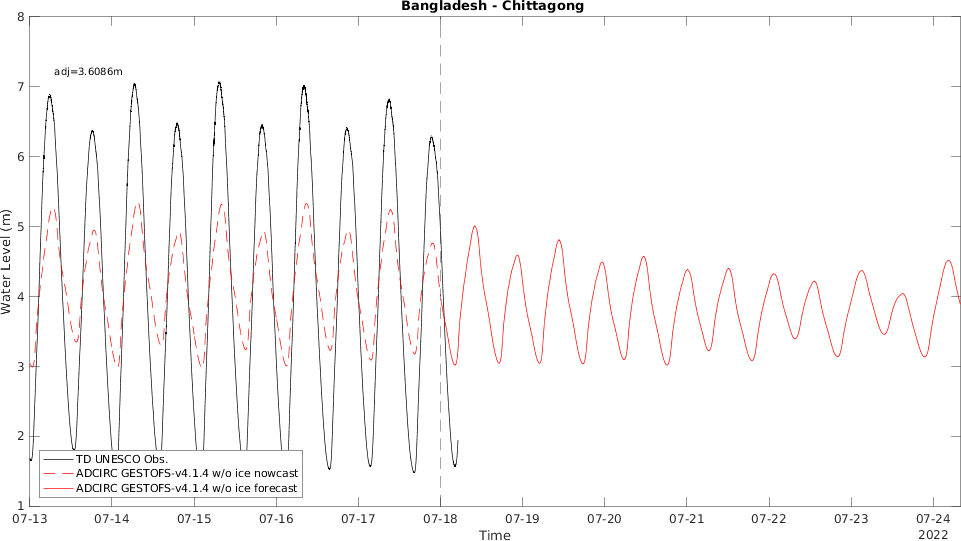 Bangladesh - Chittagong
8
adj=3.6086m
7
6
5
4
3
2
1
Water Level (m)
TD UNESCO Obs.
ADCIRC GESTOFS-v4.1.4 w/o ice nowcast
ADCIRC GESTOFS-v4.1.4 w/o ice forecast
07-13 07-14 07-15 07-16 07-17 07-18 07-19 07-20 07-21 07-22 07-23 07-24
Time
2022